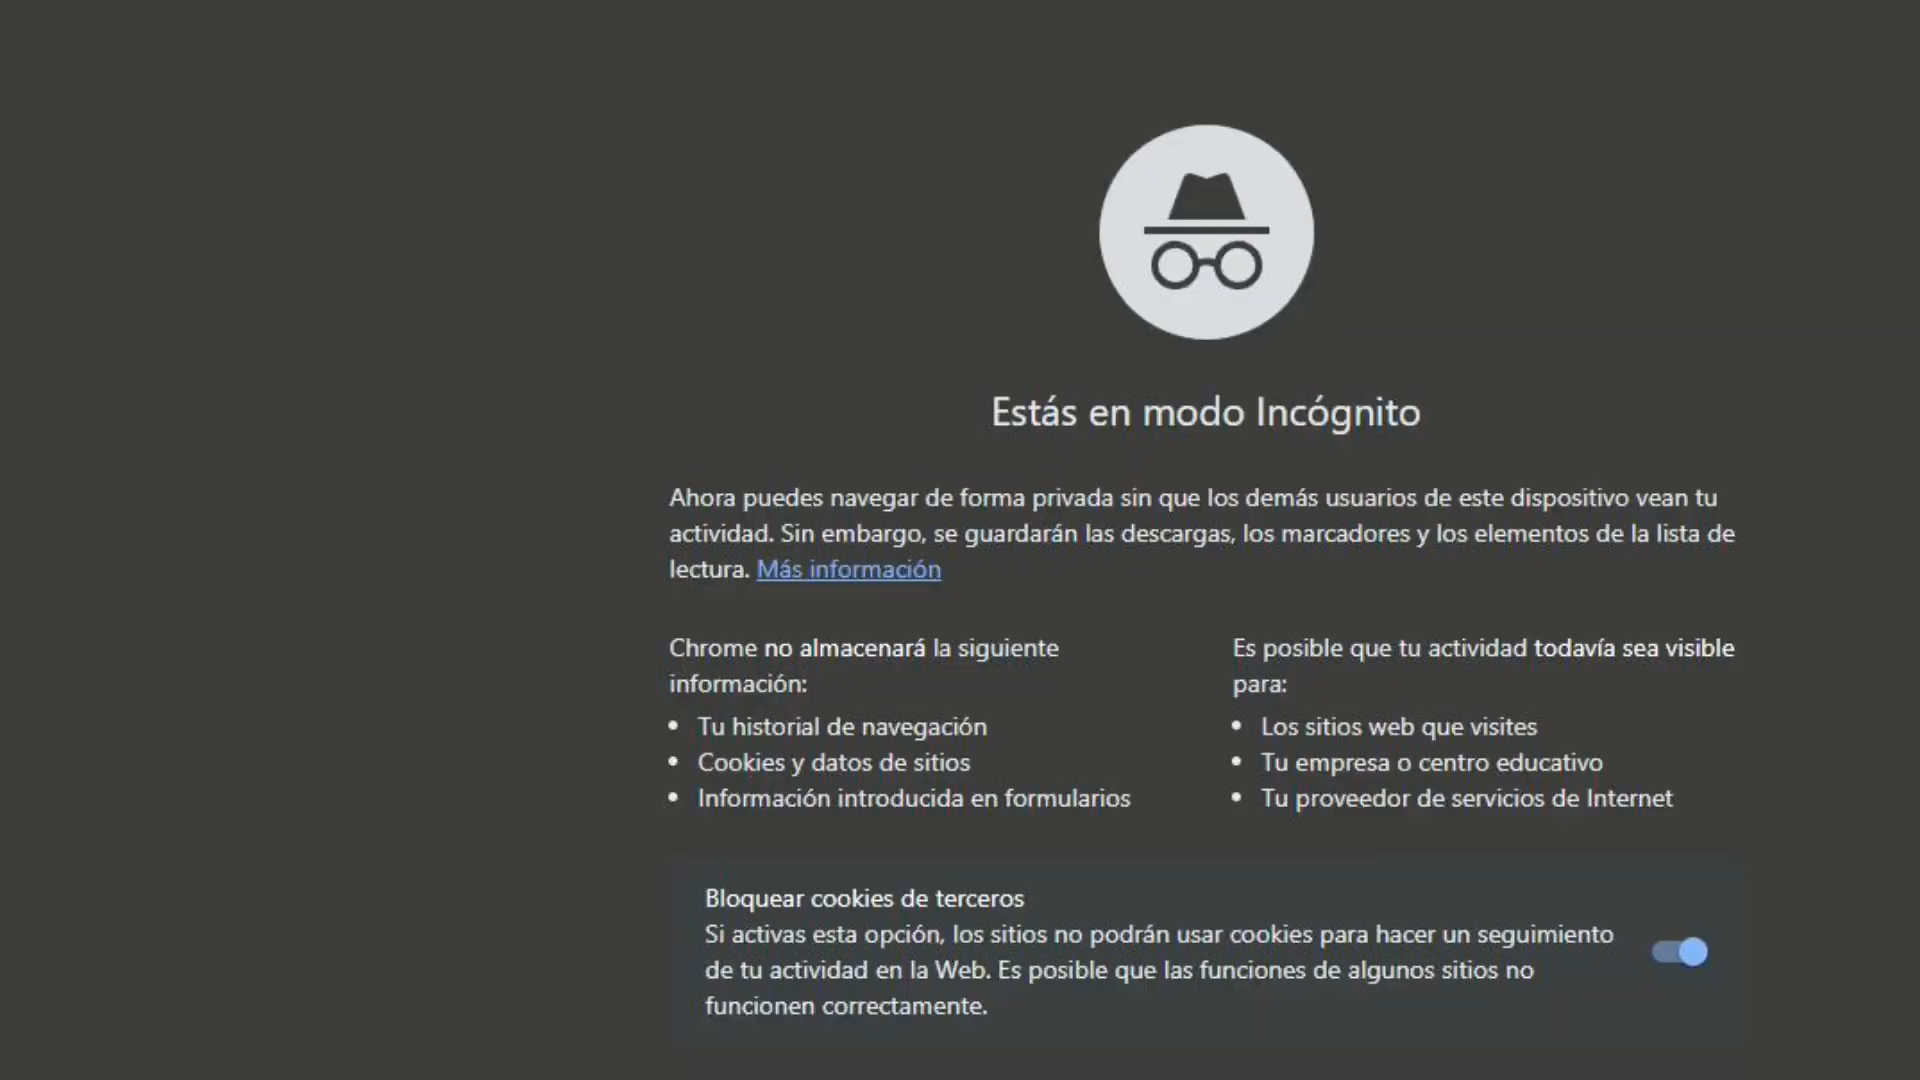 Estás en modo Incógnito
Ahora puedes navegar de forma privada sin que los demás usuarios de este dispositivo vean tu
actividad. Sin embargo, se guardarán las descargas, los marcadores y los elementos de la lista de
lectura. Más información
Chrome no almacenará la siguiente
información:
• Tu historial de navegación
• Cookies y datos de sitios
• Información introducida en formularios
Es posible que tu actividad todavía sea visible
para:
• Los sitios web que visites
• Tu empresa o centro educativo
• Tu proveedor de servicios de Internet
Bloquear cookies de terceros
Si activas esta opción, los sitios no podrán usar cookies para hacer un seguimiento
de tu actividad en la Web. Es posible que las funciones de algunos sitios no
funcionen correctamente.